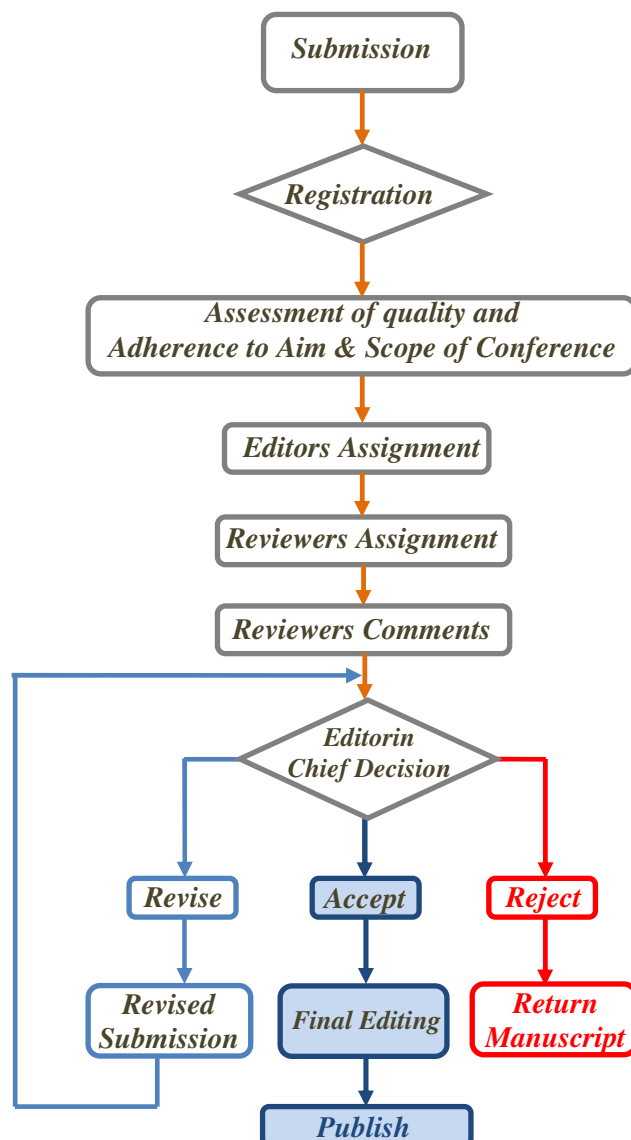 Submission
Registration
Assessment of quality and
Adherence to Aim & Scope of Conference
Editors Assignment
Reviewers Assignment
Reviewers Comments
Editorin
Chief Decision
Revise
Accept
Reject
Revised
Submission
Final Editing
Return
Manuscript
Publish